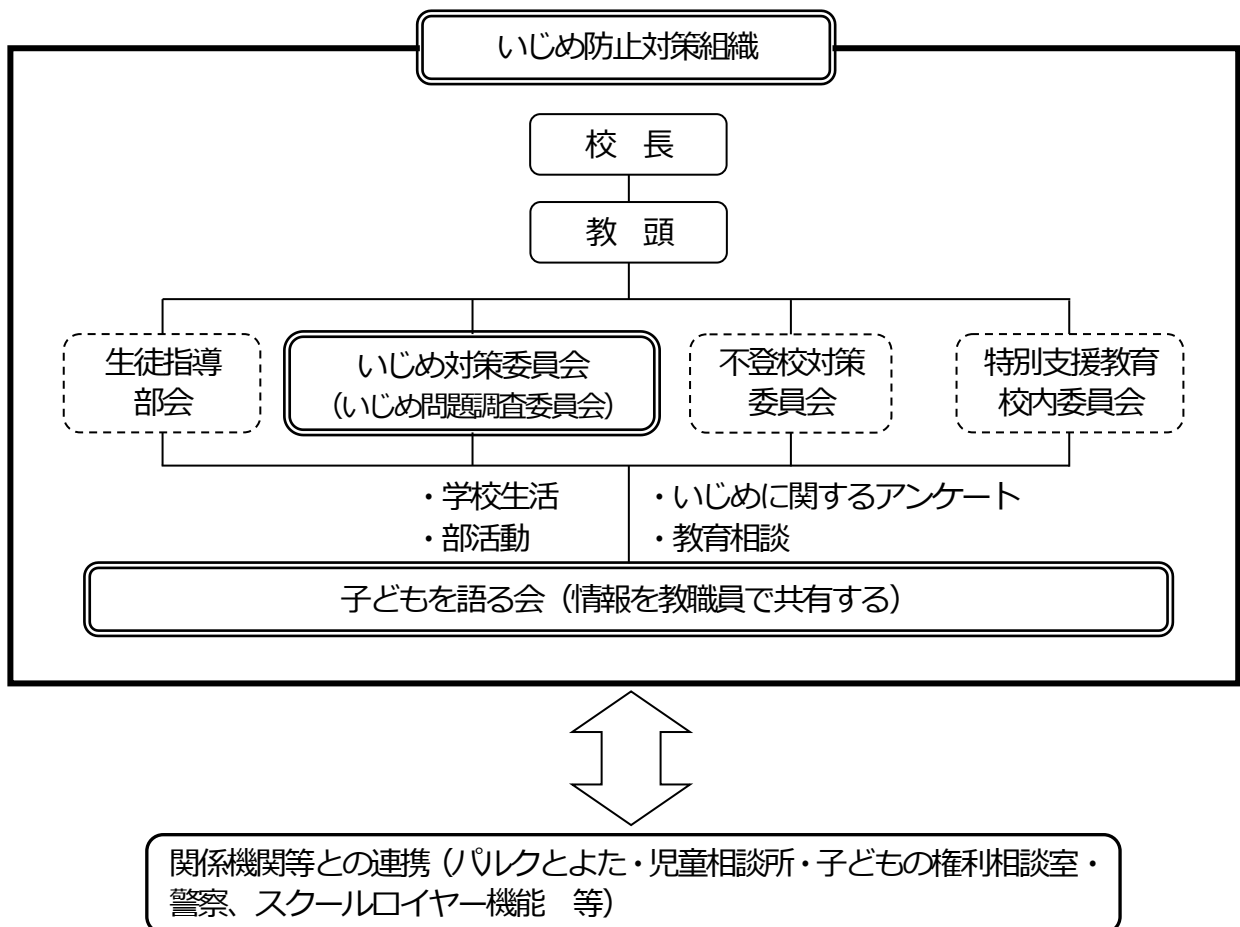 いじめ防止対策組織
校　長
教　頭
生徒指導
部会
いじめ対策委員会
（いじめ問題調査委員会）
不登校対策
委員会
特別支援教育
校内委員会
・学校生活
・部活動
・いじめに関するアンケート
・教育相談
子どもを語る会（情報を教職員で共有する）
関係機関等との連携（パルクとよた・児童相談所・子どもの権利相談室・
警察、スクールロイヤー機能　等）